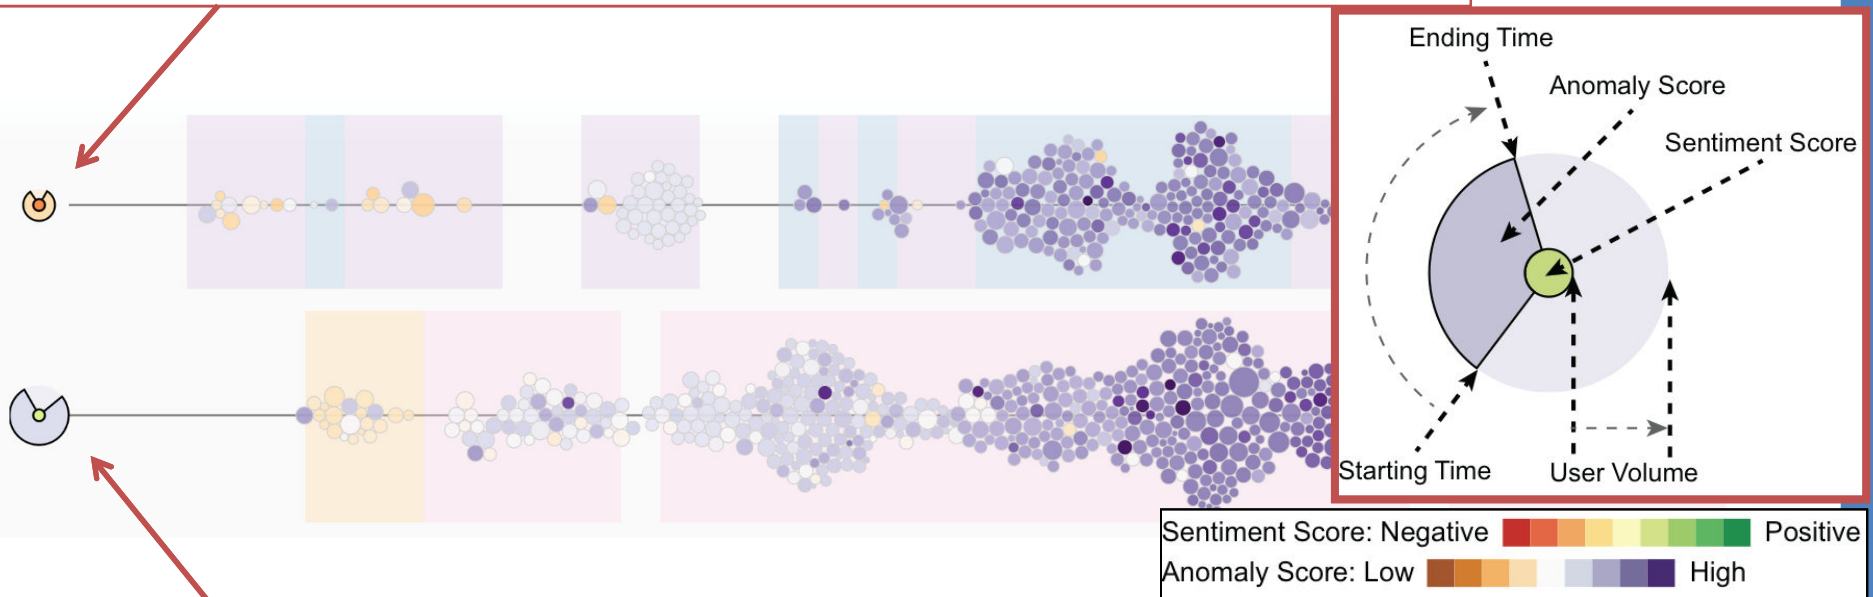 Ending Time
Anomaly Score
Sentiment Score
Starting Time
User Volume
Sentiment Score: Negative Positive
Anomaly Score: Low High